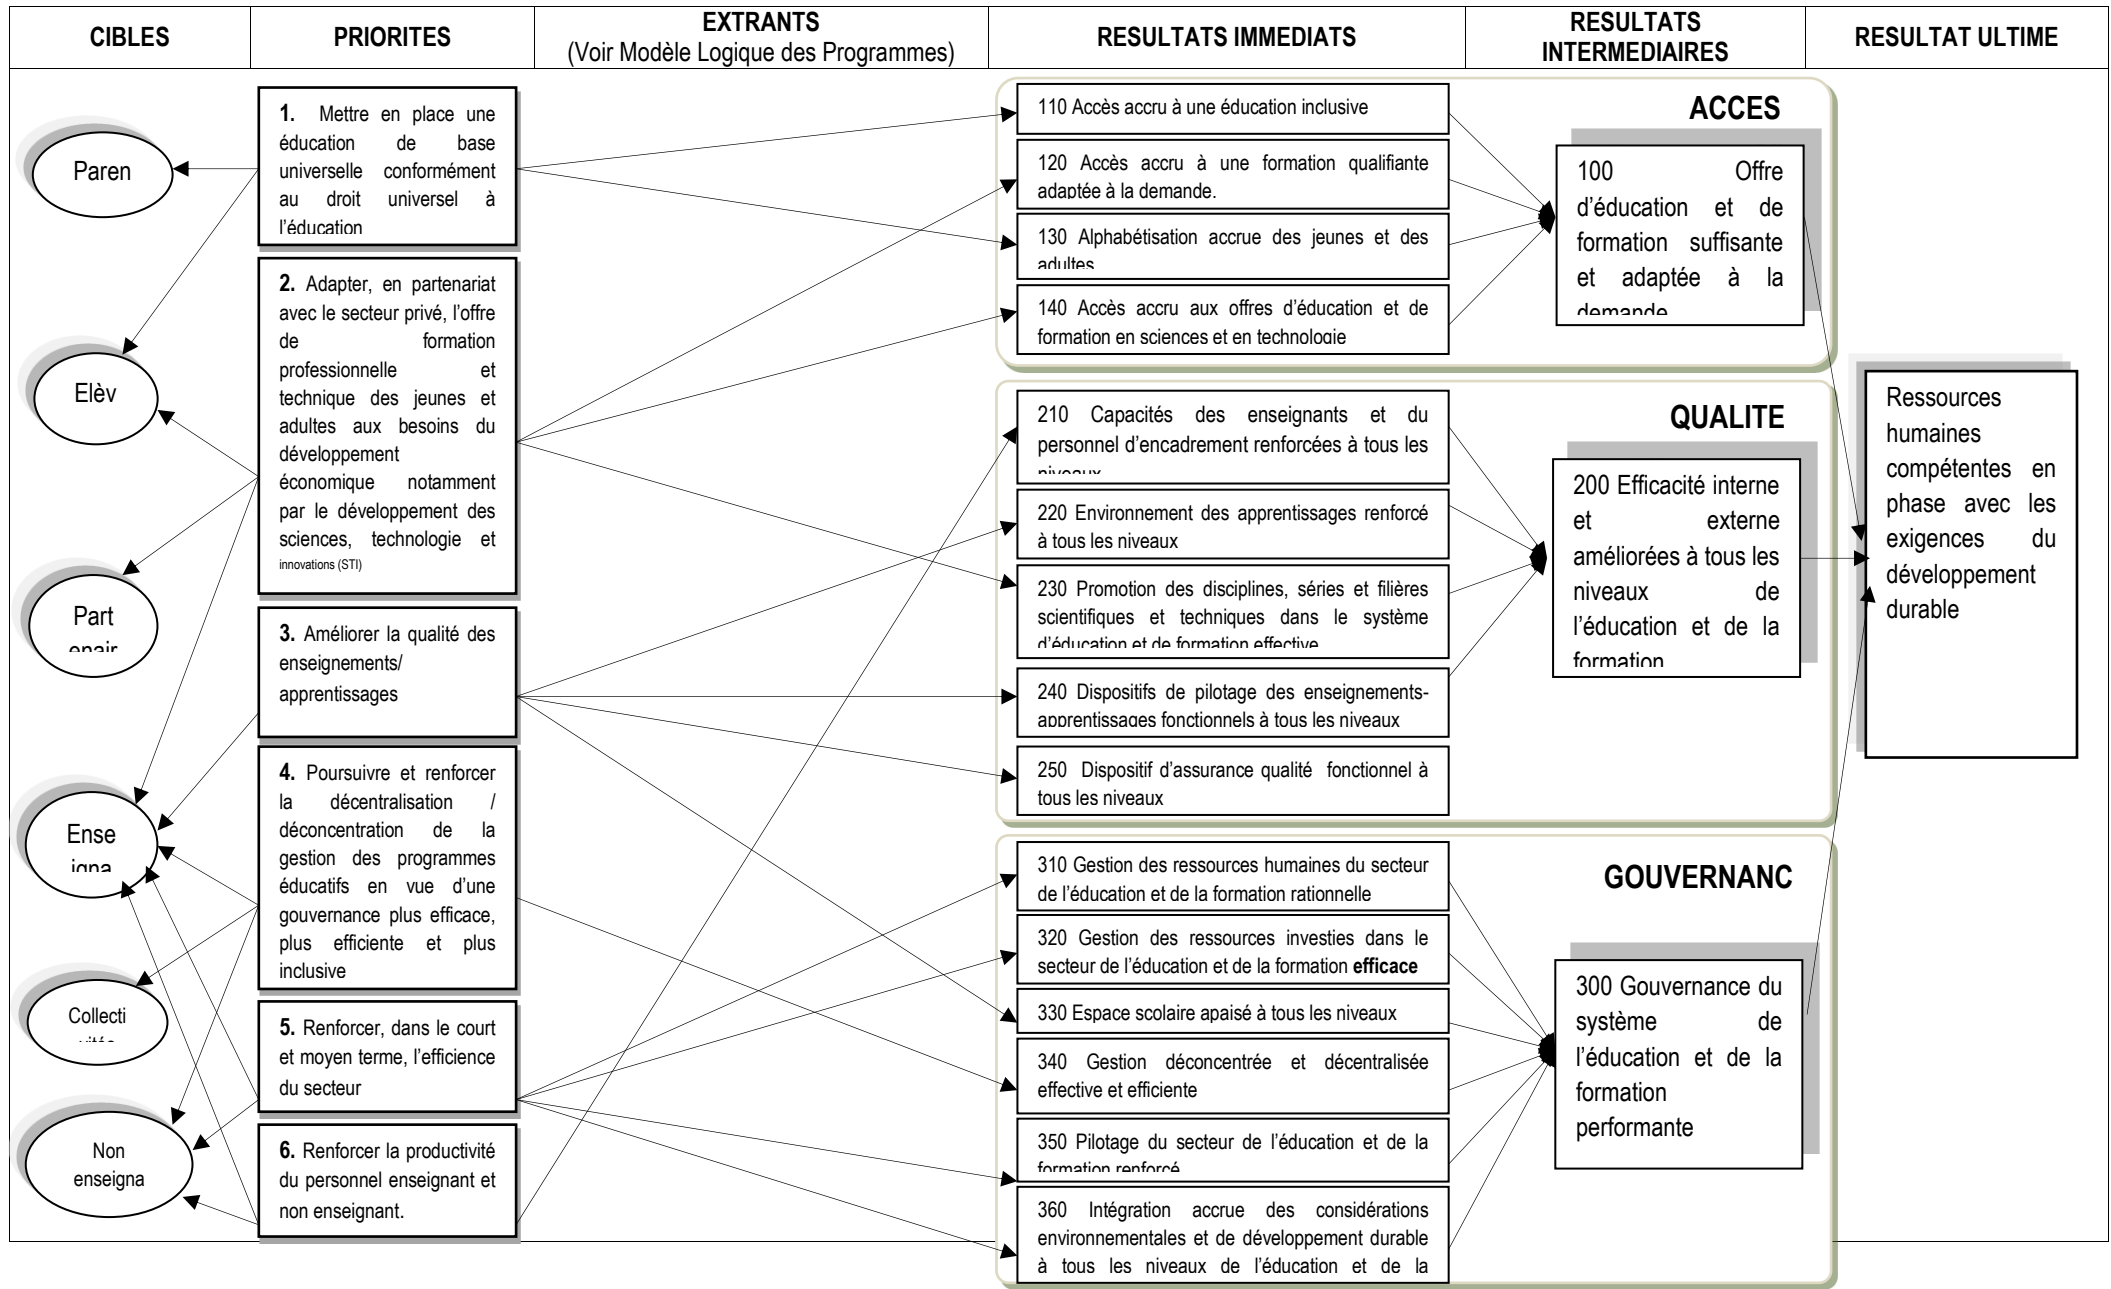 CIBLES
PRIORITES
EXTRANTS
(Voir Modèle Logique des Programmes)
RESULTATS IMMEDIATS
RESULTATS
INTERMEDIAIRES
RESULTAT ULTIME
Paren
Elèv
Part
enair
Ense
igna
Collecti
vités
Non
enseigna
1. Mettre en place une
éducation de base
universelle conformément
au droit universel à
l'éducation
2. Adapter, en partenariat
avec le secteur privé, l'offre
de formation
professionnelle et
technique des jeunes et
adultes aux besoins du
développement
économique notamment
par le développement des
sciences, technologie et
innovations (STI)
3. Améliorer la qualité des
enseignements/
apprentissages
4. Poursuivre et renforcer
la décentralisation /
déconcentration de la
gestion des programmes
éducatifs en vue d'une
gouvernance plus efficace,
plus efficiente et plus
inclusive
5. Renforcer, dans le court
et moyen terme, l'efficience
du secteur
6. Renforcer la productivité
du personnel enseignant et
non enseignant.
ACCES
110 Accès accru à une éducation inclusive
120 Accès accru à une formation qualifiante
adaptée à la demande.
130 Alphabétisation accrue des jeunes et des
adultes
140 Accès accru aux offres d'éducation et de
formation en sciences et en technologie
100 Offre
d'éducation et de
formation suffisante
et adaptée à la
demande
QUALITE
210 Capacités des enseignants et du
personnel d'encadrement renforcées à tous les
niveaux
220 Environnement des apprentissages renforcé
à tous les niveaux
230 Promotion des disciplines, séries et filières
scientifiques et techniques dans le système
d'éducation et de formation effective
240 Dispositifs de pilotage des enseignements-
apprentissages fonctionnels à tous les niveaux
250 Dispositif d'assurance qualité fonctionnel à
tous les niveaux
200 Efficacité interne
et externe
améliorées à tous les
niveaux de
l'éducation et de la
formation
GOUVERNANC
310 Gestion des ressources humaines du secteur
de l'éducation et de la formation rationnelle
320 Gestion des ressources investies dans le
secteur de l'éducation et de la formation efficace
330 Espace scolaire apaisé à tous les niveaux
340 Gestion déconcentrée et décentralisée
effective et efficiente
350 Pilotage du secteur de l'éducation et de la
formation renforcé
360 Intégration accrue des considérations
environnementales et de développement durable
à tous les niveaux de l'éducation et de la
300 Gouvernance du
système de
l'éducation et de la
formation
performante
Ressources
humaines
compétentes en
phase avec les
exigences du
développement
durable